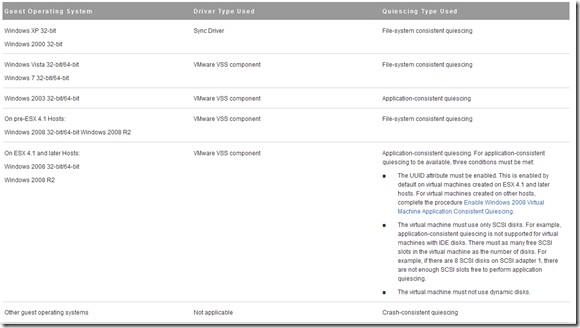 Guest Operating System Driver Type Used Quiescing Type Used
Windows XP 32-bit Sync Driver File-system consistent quiescing
Windows 2000 32-bit
Windows Vista 32-bit/64-bit VMware VSS component File-system consistent quiescing
Windows 7 32-bit/64-bit
Windows 2003 32-bit/64-bit VMware VSS component Application-consistent quiescing
On pre-ESX 4.1 Hosts: VMware VSS component File-system consistent quiescing
Windows 2008 32-bit/64-bit Windows 2008 R2
On ESX 4.1 and later Hosts: VMware VSS component Application-consistent quiescing. For application-consistent
Windows 2008 32-bit/64-bit quiescing to be available, three conditions must be met:
Windows 2008 R2
■ The UUID attribute must be enabled. This is enabled by
default on virtual machines created on ESX 4.1 and later
hosts. For virtual machines created on other hosts,
complete the procedure Enable Windows 2008 Virtual
Machine Application Consistent Quiescing.
■ The virtual machine must use only SCSI disks. For example,
application-consistent quiescing is not supported for virtual
machines with IDE disks. There must as many free SCSI
slots in the virtual machine as the number of disks. For
example, if there are 8 SCSI disks on SCSI adapter 1, there
are not enough SCSI slots free to perform application
quiescing.
■ The virtual machine must not use dynamic disks.
Other guest operating systems Not applicable Crash-consistent quiescing